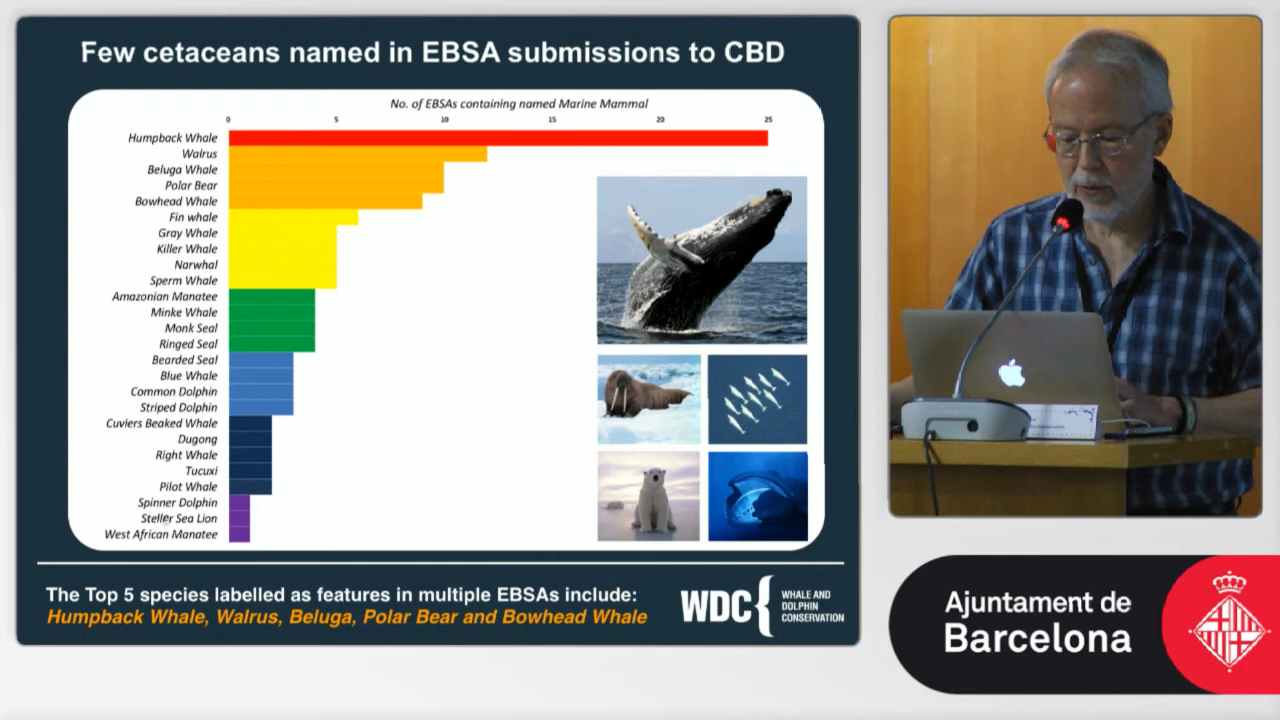 Few cetaceans named in EBSA submissions to CBD
No. of EBSAs containing named Marine Mammal
0 5 10 15 20 25
Humpback Whale
Walrus
Beluga Whale
Polar Bear
Bowhead Whale
Fin whale
Gray Whale
Killer Whale
Narwhal
Sperm Whale
Amazonian Manatee
Minke Whale
Monk Seal
Ringed Seal
Bearded Seal
Blue Whale
Common Dolphin
Striped Dolphin
Cuviers Beaked Whale
Dugong
Right Whale
Tucuxi
Pilot Whale
Spinner Dolphin
Steller Sea Lion
West African Manatee
The Top 5 species labelled as features in multiple EBSAs include:
Humpback Whale, Walrus, Beluga, Polar Bear and Bowhead Whale
WDC
WHALE AND
DOLPHIN
CONSERVATION
Ajuntament de
Barcelona